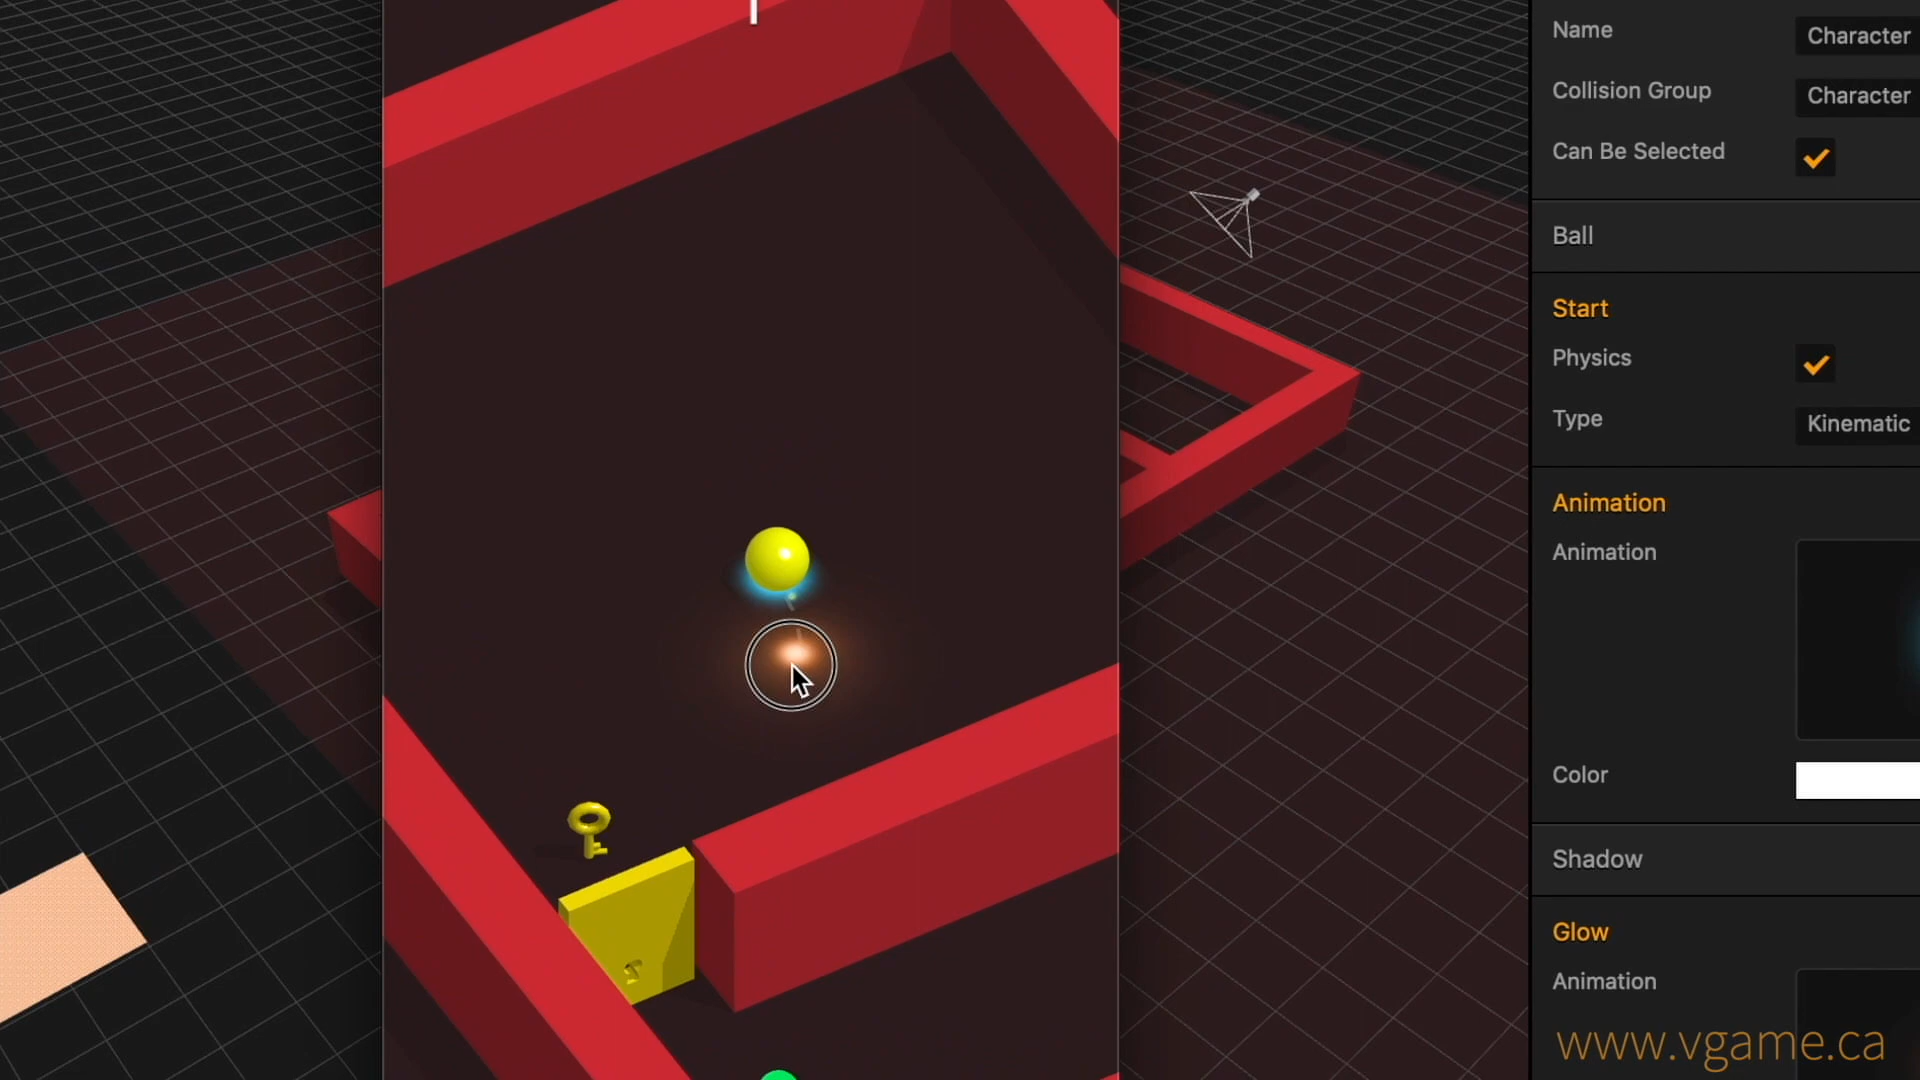 Name
Character
Collision Group
Character
Can Be Selected
Ball
Start
Physics
Type
Kinematic
Animation
Animation
Color
Shadow
Glow
Animation
www.vgame.ca